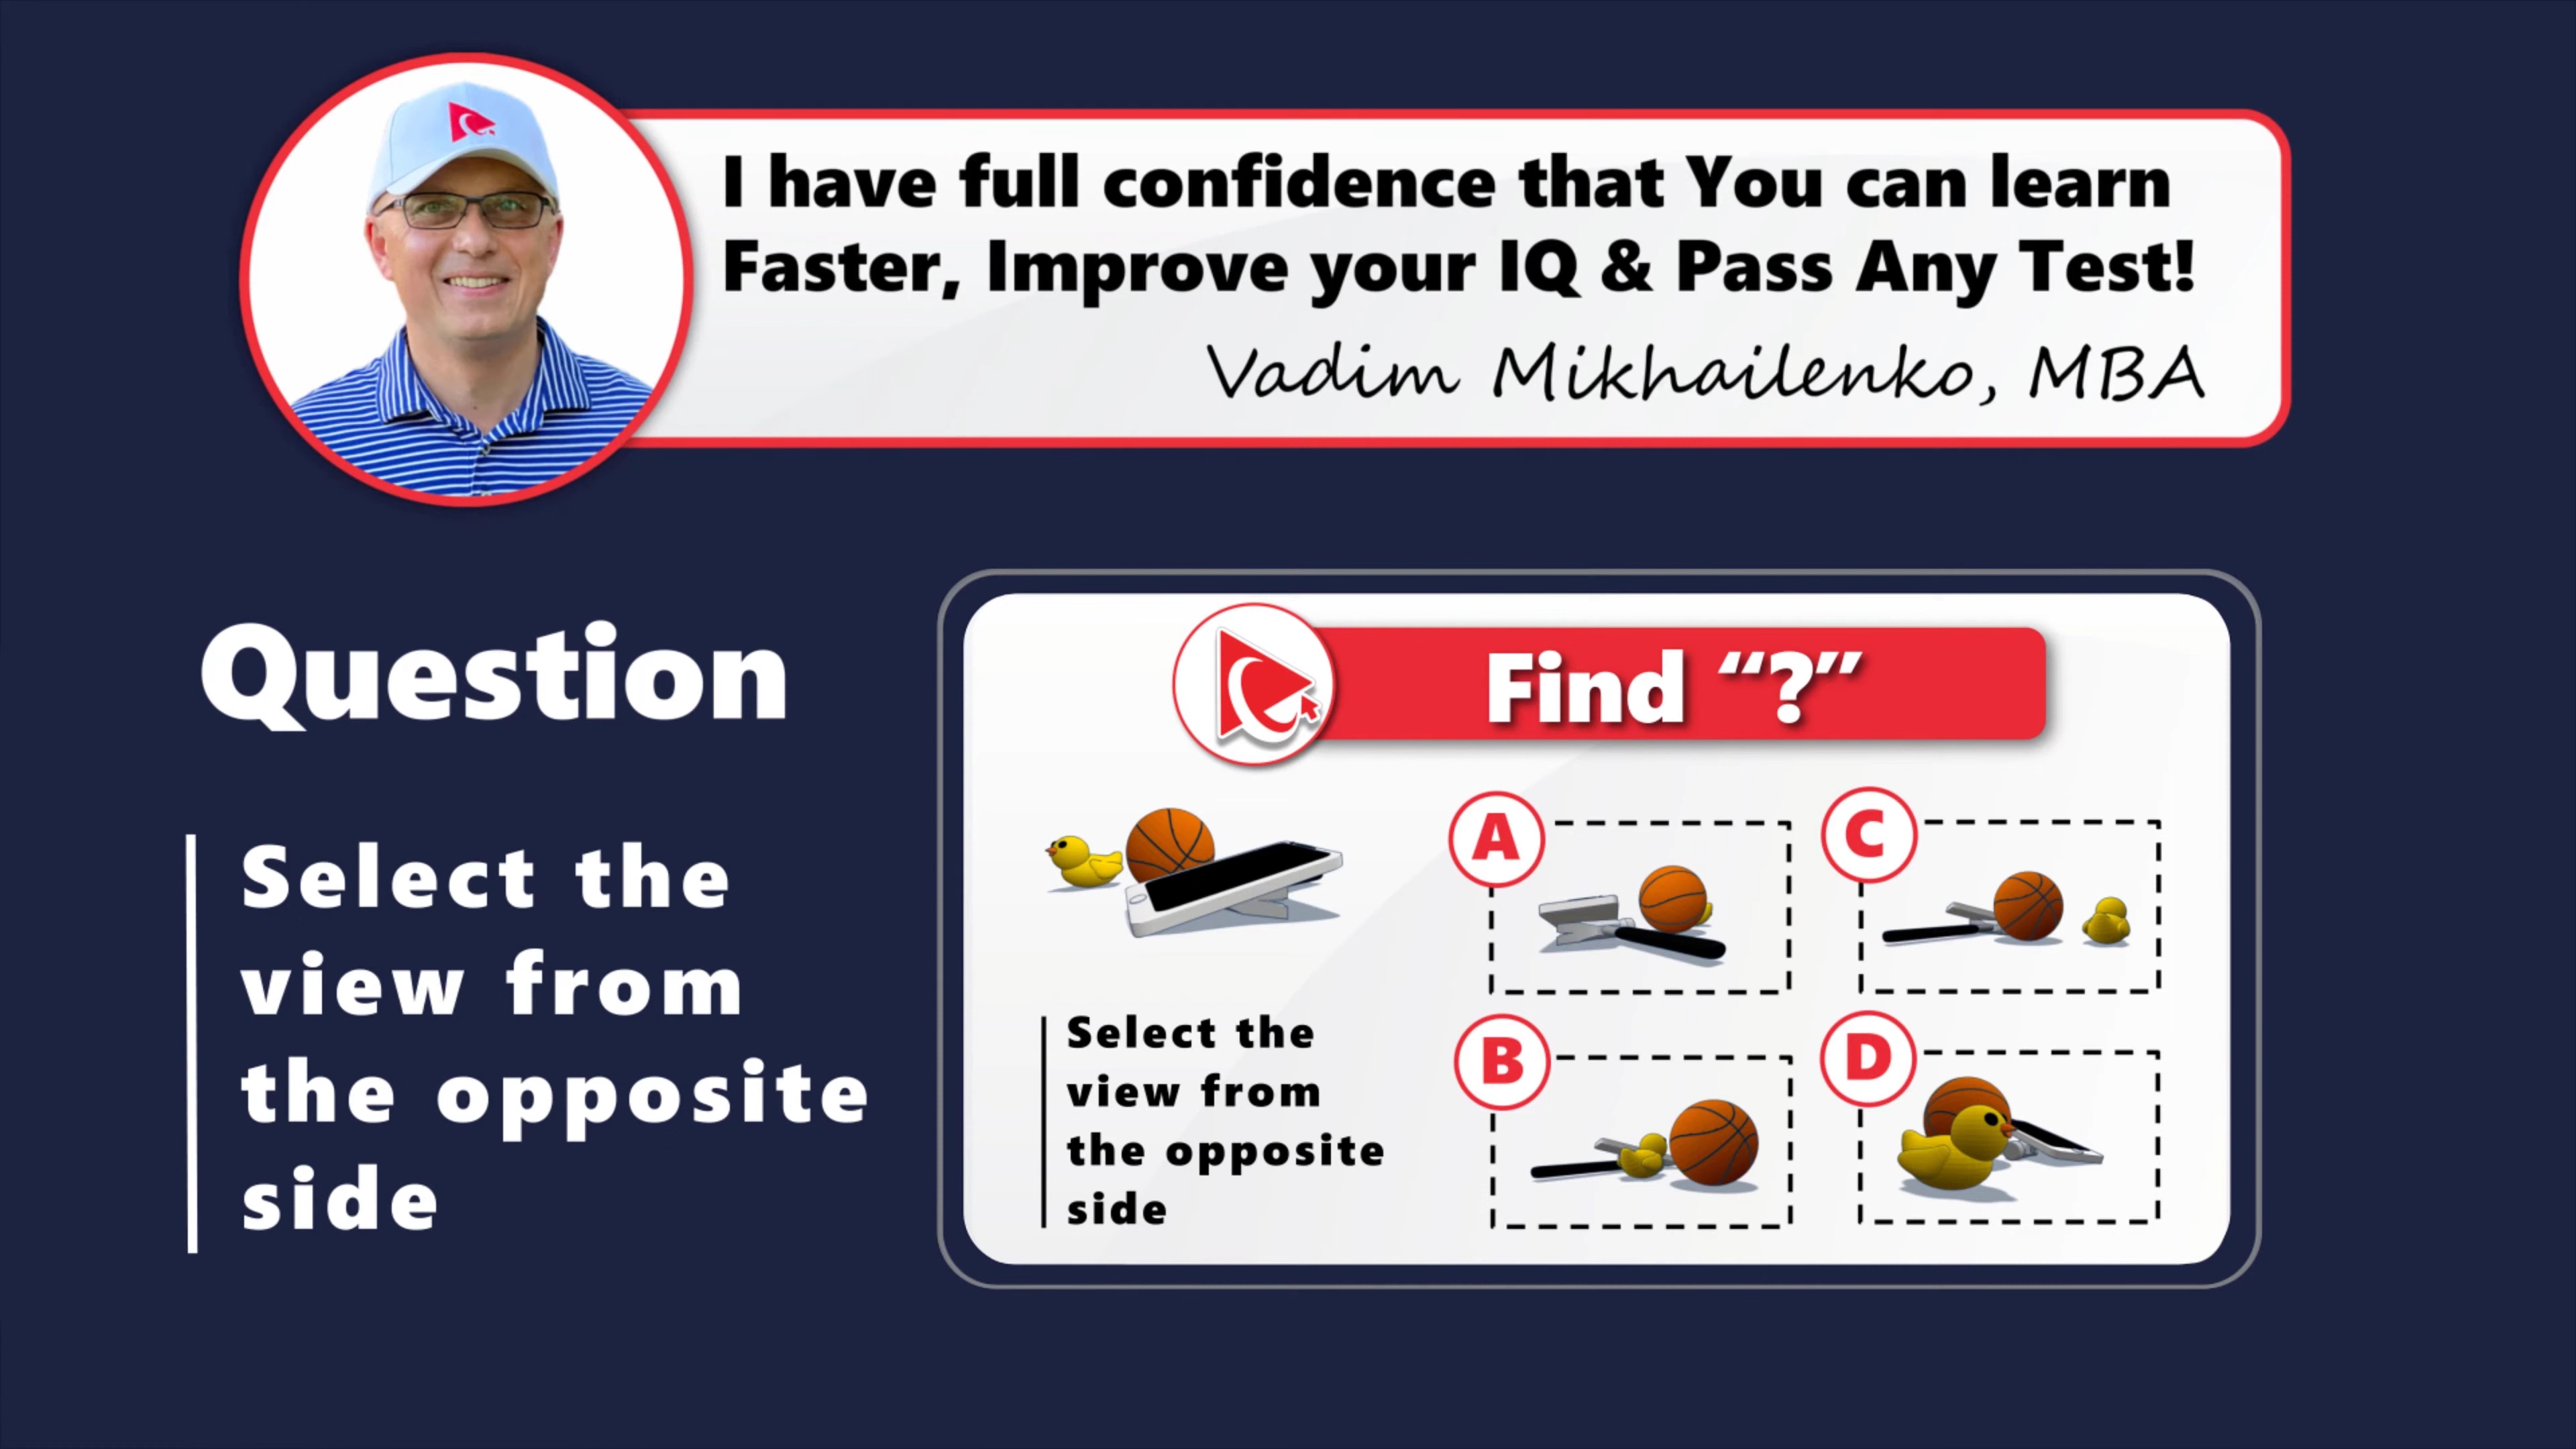 I have full confidence that You can learn
Faster, Improve your IQ & Pass Any Test!
Vadim Mikhailenko, MBA
Question
Select the
view from
the opposite
side
Find “?”
Select the
view from
the opposite
side
A
C
B
D